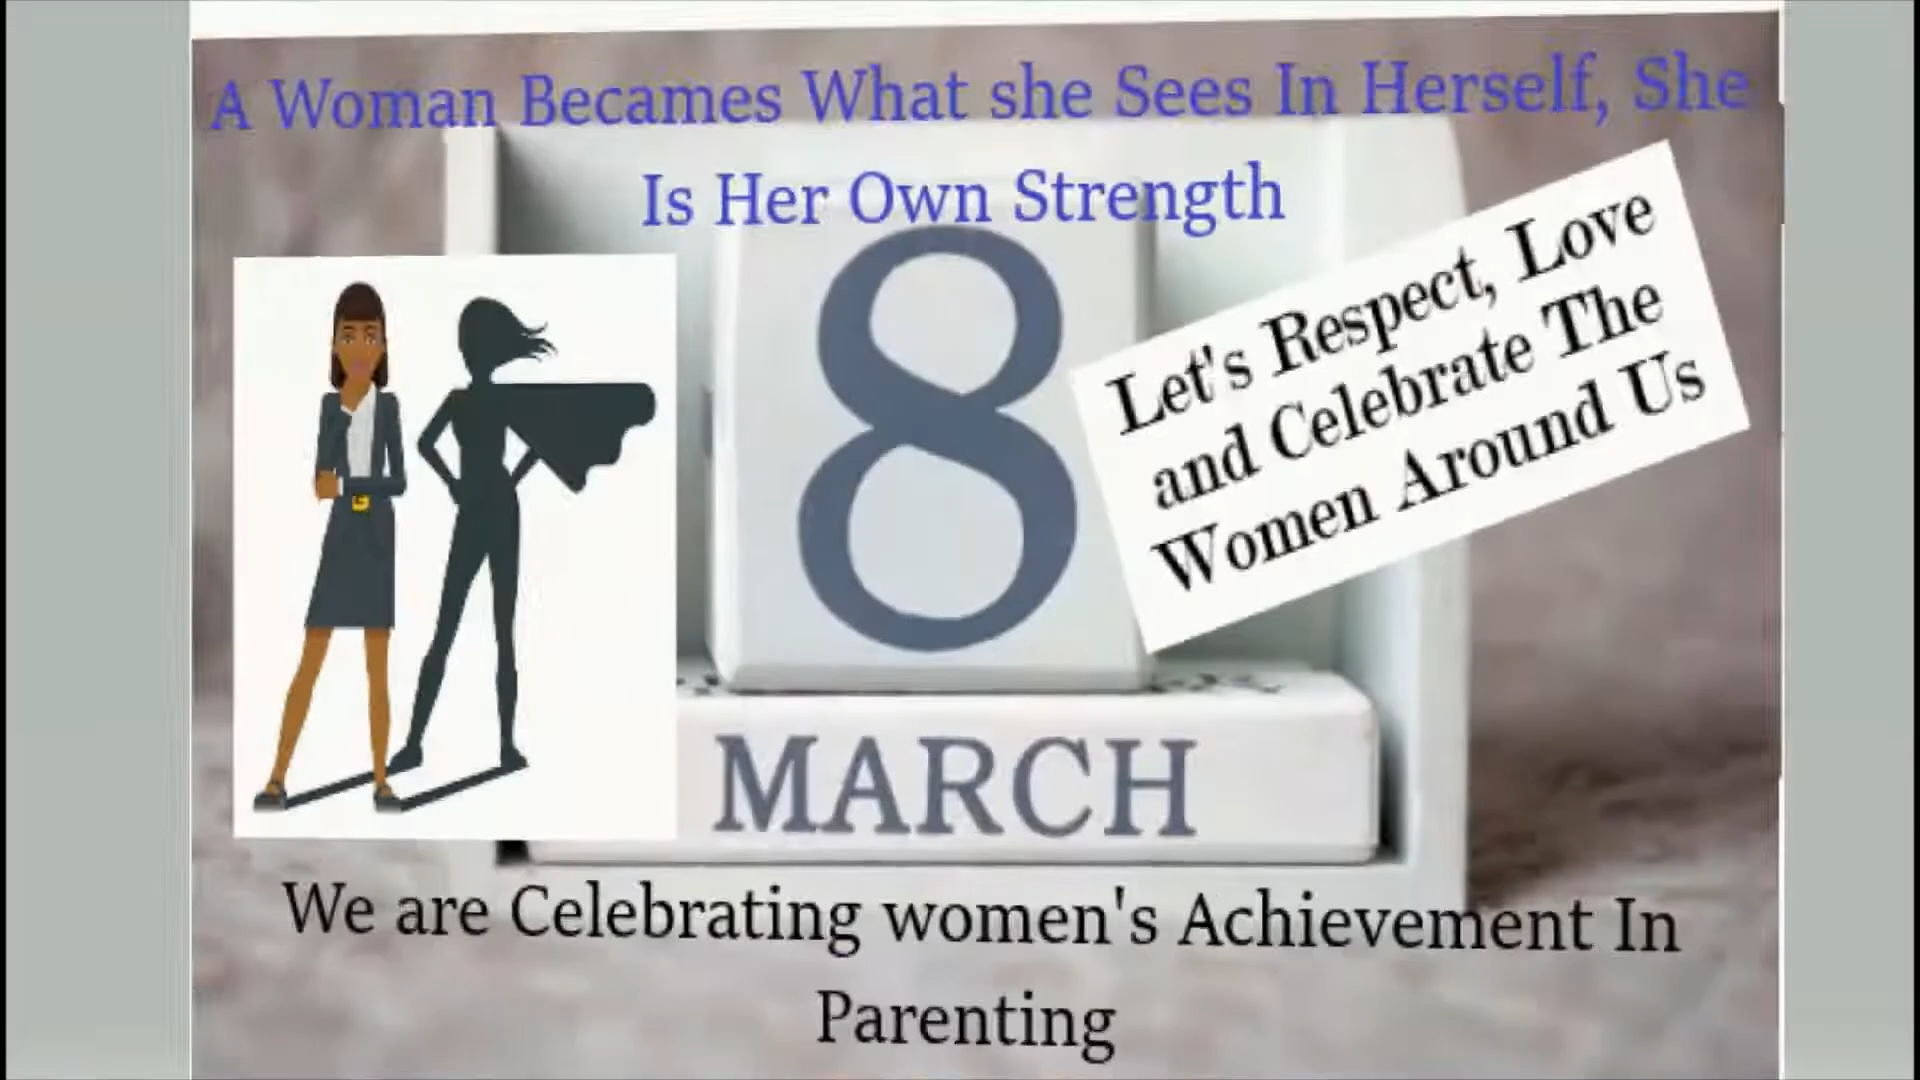 A Woman Becames What she Sees In Herself, She
Is Her Own Strength
8
Let's Respect, Love
and Celebrate The
Women Around Us
MARCH
We are Celebrating women's Achievement In
Parenting